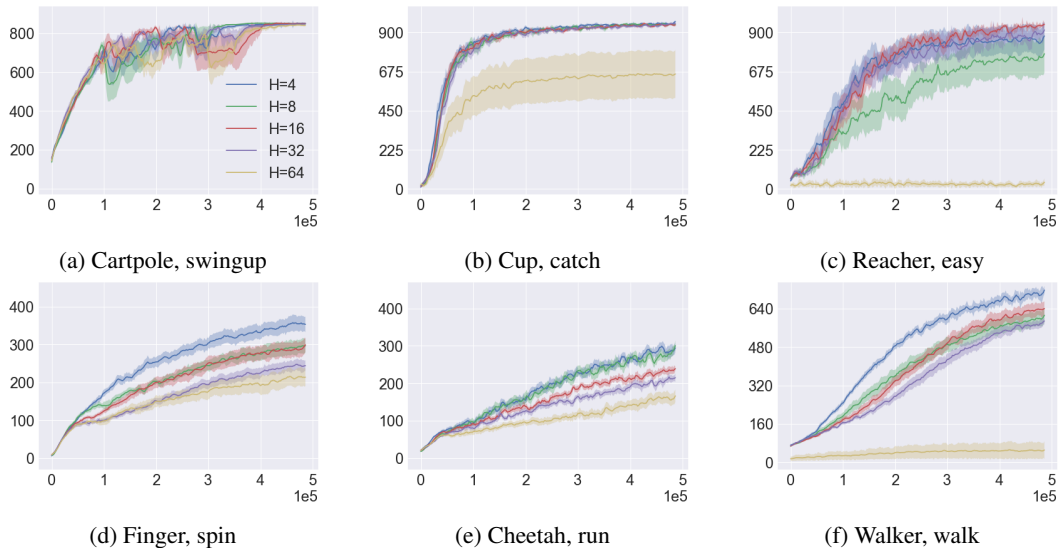 800
600
400
200
0
H=4
H=8
H=16
H=32
H=64
0 1 2 3 4 5
1e5
900
675
450
225
0
0 1 2 3 4 5
1e5
900
675
450
225
0
0 1 2 3 4 5
1e5
(a) Cartpole, swingup
(b) Cup, catch
(c) Reacher, easy
400
300
200
100
0
0 1 2 3 4 5
1e5
400
300
200
100
0
0 1 2 3 4 5
1e5
640
480
320
160
0
0 1 2 3 4 5
1e5
(d) Finger, spin
(e) Cheetah, run
(f) Walker, walk